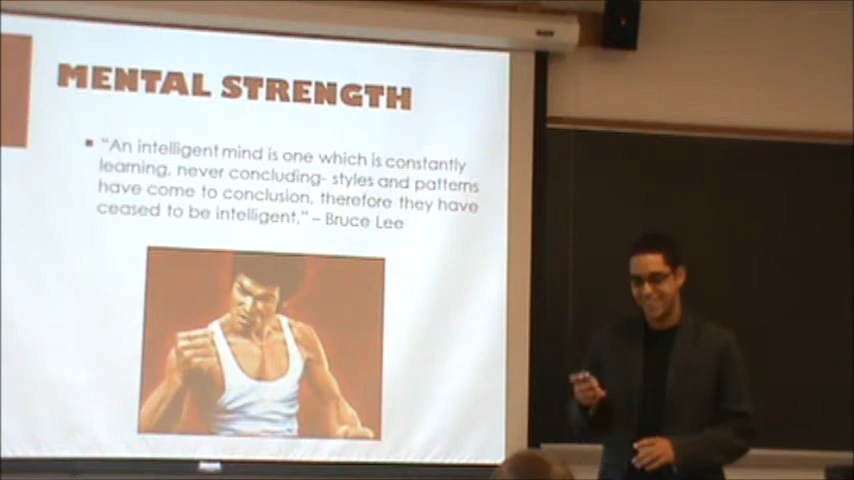 MENTAL STRENGTH
"An intelligent mind is one which is constantly
learning, never concluding- styles and patterns
have come to conclusion, therefore they have
ceased to be intelligent." – Bruce Lee